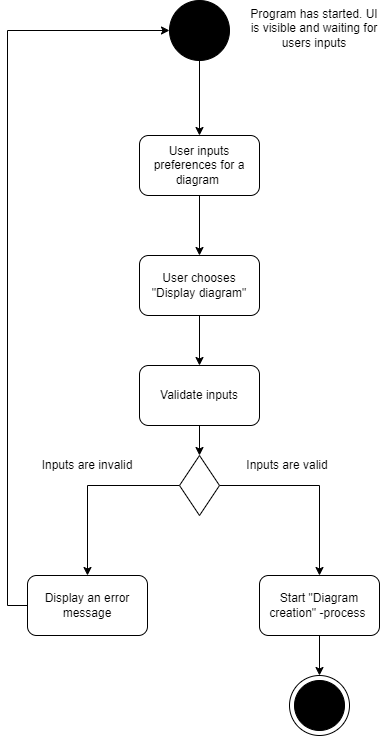 Program has started. UI
is visible and waiting for
users inputs
User inputs
preferences for a
diagram
User chooses
"Display diagram"
Validate inputs
Inputs are invalid
Inputs are valid
Display an error
message
Start "Diagram
creation" -process